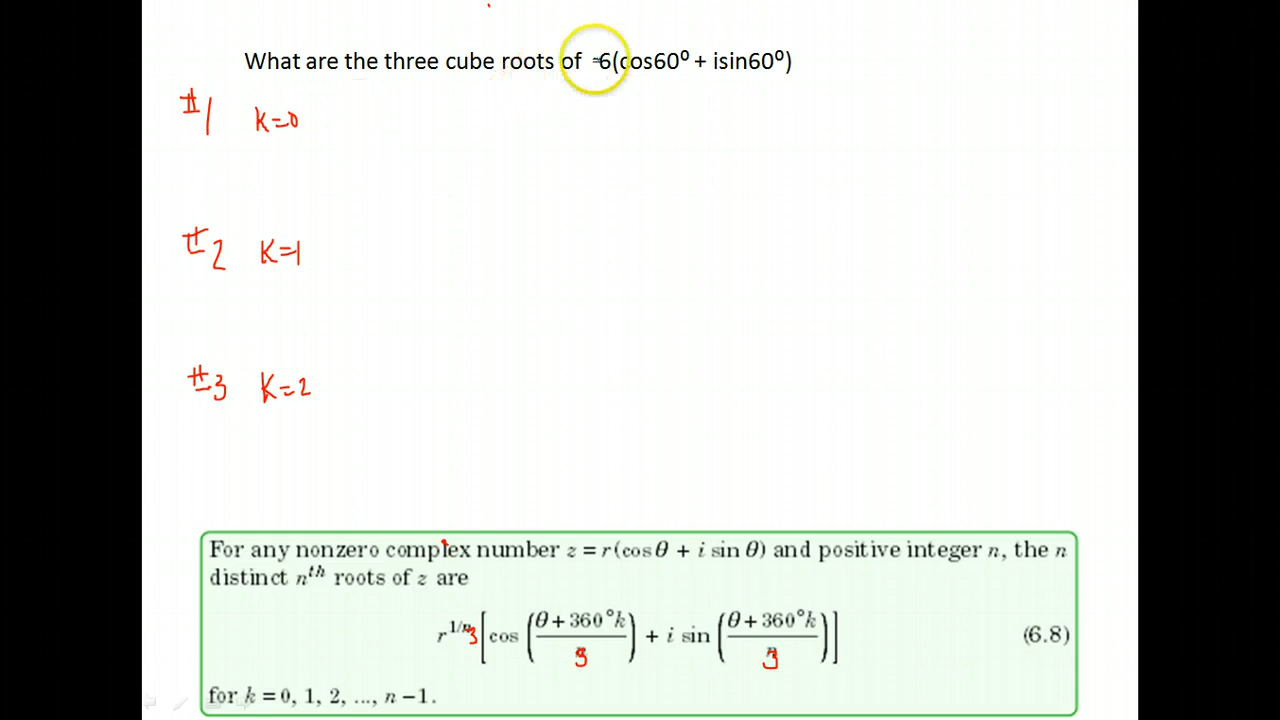 What are the three cube roots of -6(cos60⁰ + isin60⁰)
#1 K=0
#2 K=1
#3 K=2
For any nonzero complex number z = r(cos θ + i sin θ) and positive integer n, the n
distinct nᵗʰ roots of z are
r^1/n 3 [cos ((θ + 360°k)/3) + i sin ((θ + 360°k)/3)] (6.8)
for k = 0, 1, 2, ..., n −1.